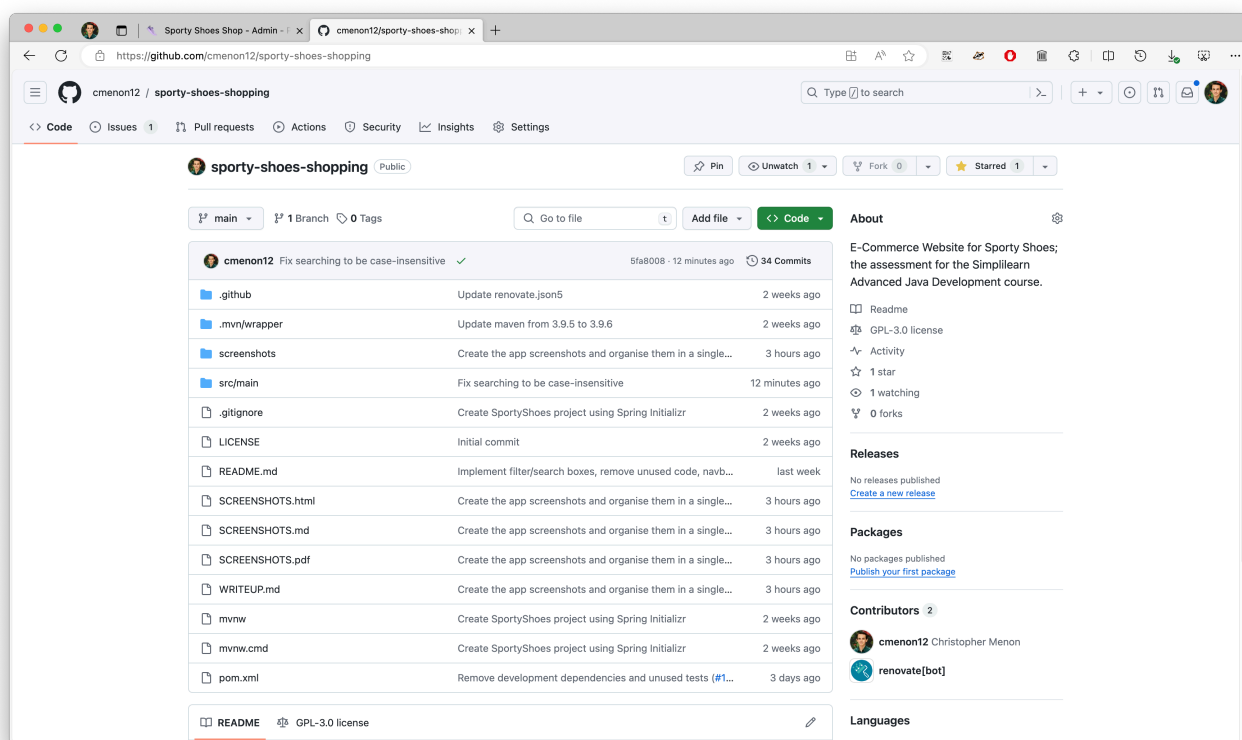 Sporty Shoes Shop - Admin - F
cmenon12/sporty-shoes-shopp
https://github.com/cmenon12/sporty-shoes-shopping
cmenon12 / sporty-shoes-shopping
Type / to search
Code Issues 1 Pull requests Actions Security Insights Settings
sporty-shoes-shopping Public
Pin Unwatch 1 Fork 0 Starred 1
main 1 Branch 0 Tags Go to file t Add file Code
cmenon12 Fix searching to be case-insensitive 5fa8008 · 12 minutes ago 34 Commits
.github Update renovate.json5 2 weeks ago
.mvn/wrapper Update maven from 3.9.5 to 3.9.6 2 weeks ago
screenshots Create the app screenshots and organise them in a single... 3 hours ago
src/main Fix searching to be case-insensitive 12 minutes ago
.gitignore Create SportyShoes project using Spring Initializr 2 weeks ago
LICENSE Initial commit 2 weeks ago
README.md Implement filter/search boxes, remove unused code, navb... last week
SCREENSHOTS.html Create the app screenshots and organise them in a single... 3 hours ago
SCREENSHOTS.md Create the app screenshots and organise them in a single... 3 hours ago
SCREENSHOTS.pdf Create the app screenshots and organise them in a single... 3 hours ago
WRITEUP.md Create the app screenshots and organise them in a single... 3 hours ago
mvnw Create SportyShoes project using Spring Initializr 2 weeks ago
mvnw.cmd Create SportyShoes project using Spring Initializr 2 weeks ago
pom.xml Remove development dependencies and unused tests (#1... 3 days ago
README GPL-3.0 license
About
E-Commerce Website for Sporty Shoes;
the assessment for the Simplilearn
Advanced Java Development course.
Readme
GPL-3.0 license
Activity
1 star
1 watching
0 forks
Releases
No releases published
Create a new release
Packages
No packages published
Publish your first package
Contributors 2
cmenon12 Christopher Menon
renovate[bot]
Languages